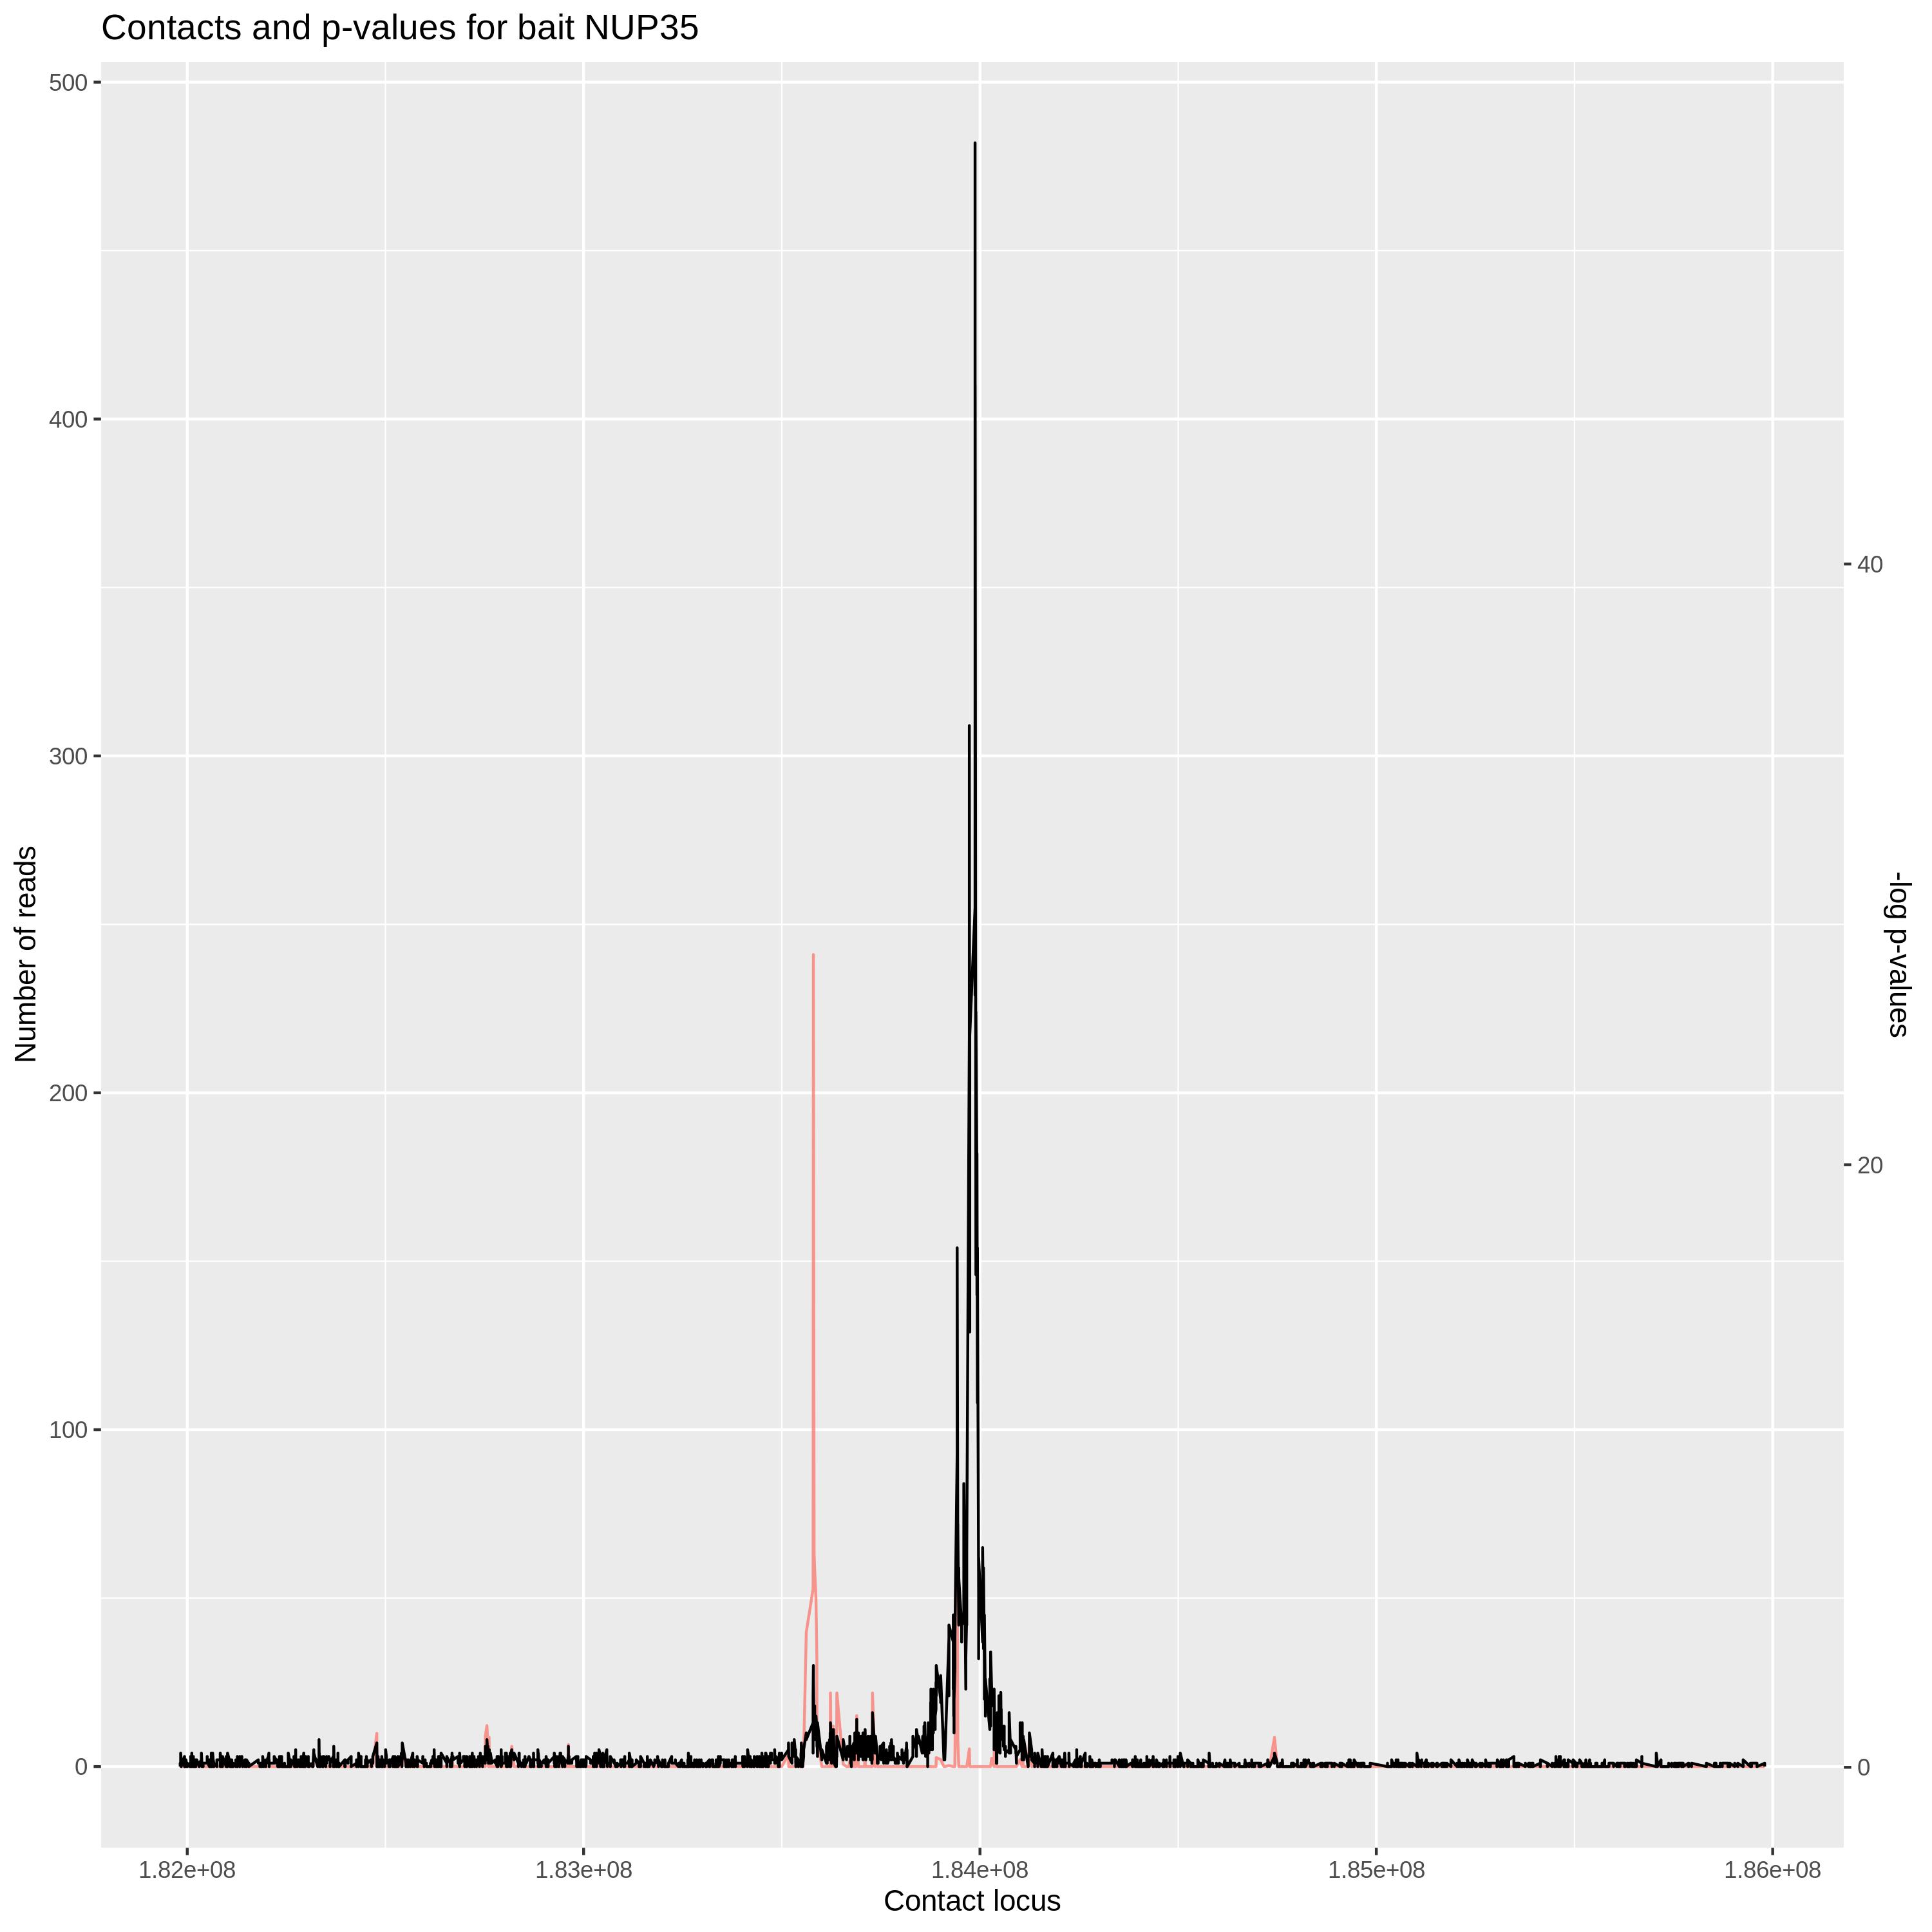 Contacts and p-values for bait NUP35
500
400
300
200
100
0
Number of reads
40
20
0
-log p-values
1.82e+08
1.83e+08
1.84e+08
1.85e+08
1.86e+08
Contact locus